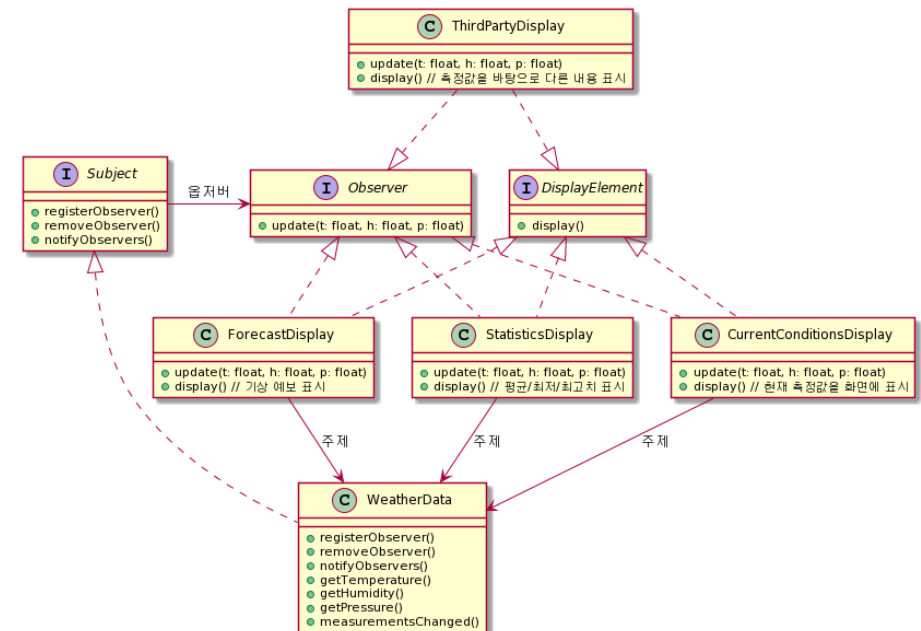 C ThirdPartyDisplay
update(t: float, h: float, p: float)
display() // 측정값을 바탕으로 다른 내용 표시
I Subject
registerObserver()
removeObserver()
notifyObservers()
옵저버
I Observer
update(t: float, h: float, p: float)
I DisplayElement
display()
C ForecastDisplay
update(t: float, h: float, p: float)
display() // 기상 예보 표시
C StatisticsDisplay
update(t: float, h: float, p: float)
display() // 평균/최저/최고치 표시
C CurrentConditionsDisplay
update(t: float, h: float, p: float)
display() // 현재 측정값을 화면에 표시
주제
주제
주제
C WeatherData
registerObserver()
removeObserver()
notifyObservers()
getTemperature()
getHumidity()
getPressure()
measurementsChanged()